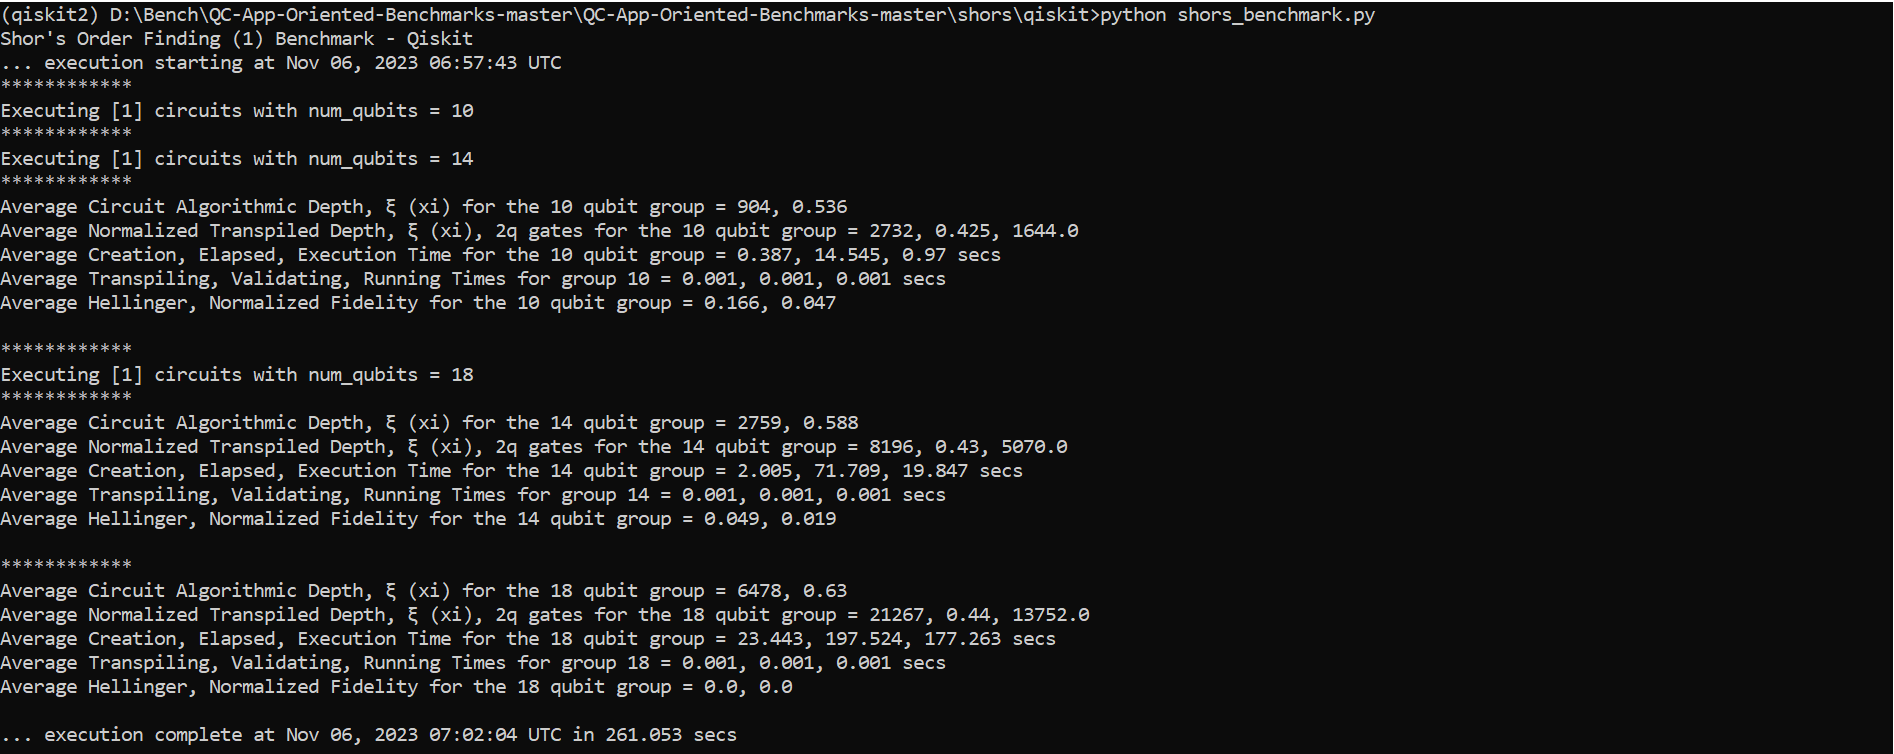 (qiskit2) D:\Bench\QC-App-Oriented-Benchmarks-master\QC-App-Oriented-Benchmarks-master\shors\qiskit>python shors_benchmark.py
Shor's Order Finding (1) Benchmark - Qiskit
... execution starting at Nov 06, 2023 06:57:43 UTC
************
Executing [1] circuits with num_qubits = 10
************
Executing [1] circuits with num_qubits = 14
************
Average Circuit Algorithmic Depth, ξ (xi) for the 10 qubit group = 904, 0.536
Average Normalized Transpiled Depth, ξ (xi), 2q gates for the 10 qubit group = 2732, 0.425, 1644.0
Average Creation, Elapsed, Execution Time for the 10 qubit group = 0.387, 14.545, 0.97 secs
Average Transpiling, Validating, Running Times for group 10 = 0.001, 0.001, 0.001 secs
Average Hellinger, Normalized Fidelity for the 10 qubit group = 0.166, 0.047
************
Executing [1] circuits with num_qubits = 18
************
Average Circuit Algorithmic Depth, ξ (xi) for the 14 qubit group = 2759, 0.588
Average Normalized Transpiled Depth, ξ (xi), 2q gates for the 14 qubit group = 8196, 0.43, 5070.0
Average Creation, Elapsed, Execution Time for the 14 qubit group = 2.005, 71.709, 19.847 secs
Average Transpiling, Validating, Running Times for group 14 = 0.001, 0.001, 0.001 secs
Average Hellinger, Normalized Fidelity for the 14 qubit group = 0.049, 0.019
************
Average Circuit Algorithmic Depth, ξ (xi) for the 18 qubit group = 6478, 0.63
Average Normalized Transpiled Depth, ξ (xi), 2q gates for the 18 qubit group = 21267, 0.44, 13752.0
Average Creation, Elapsed, Execution Time for the 18 qubit group = 23.443, 197.524, 177.263 secs
Average Transpiling, Validating, Running Times for group 18 = 0.001, 0.001, 0.001 secs
Average Hellinger, Normalized Fidelity for the 18 qubit group = 0.0, 0.0
... execution complete at Nov 06, 2023 07:02:04 UTC in 261.053 secs